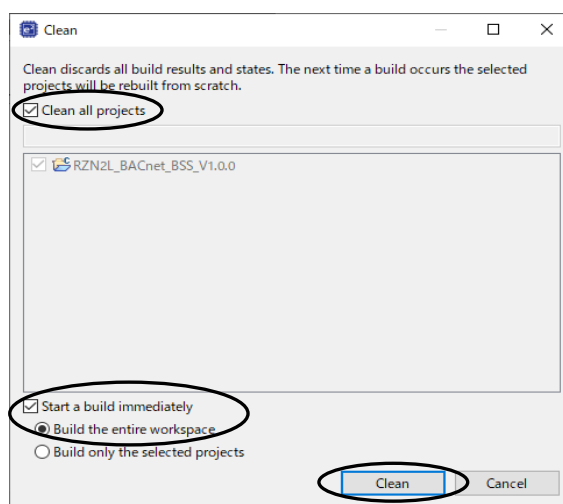 Clean
Clean discards all build results and states. The next time a build occurs the selected
projects will be rebuilt from scratch.
Clean all projects
RZN2L_BACnet_BSS_V1.0.0
Start a build immediately
Build the entire workspace
Build only the selected projects
Clean Cancel